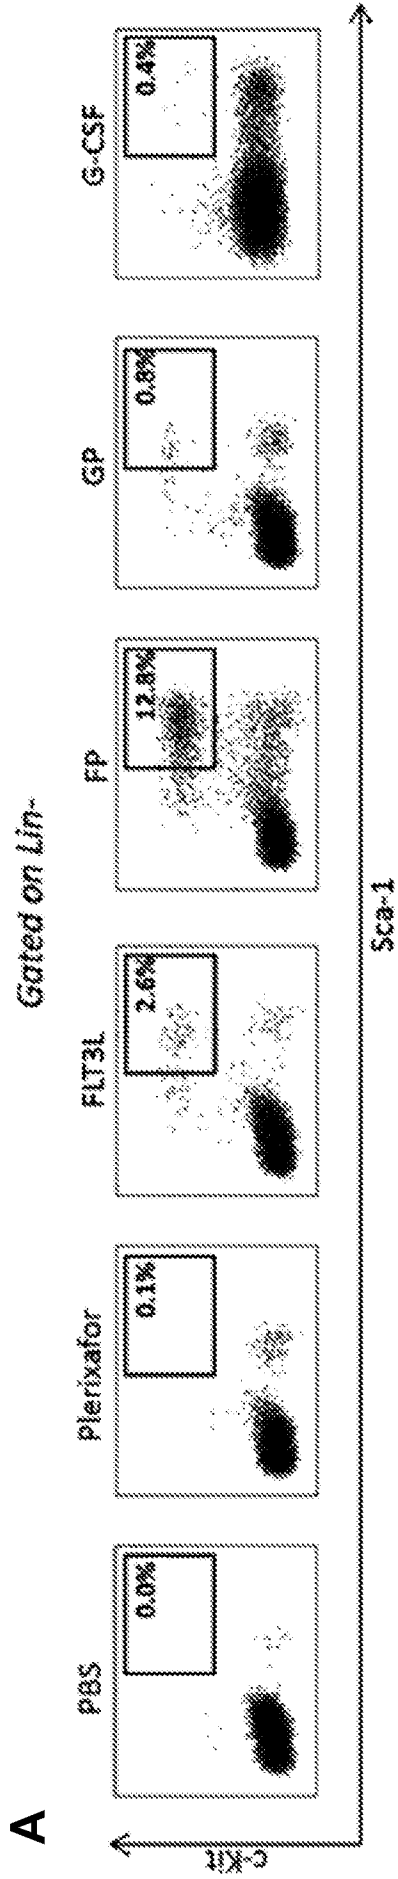 A
Gated on Lin-
PBS
Plerixafor
FLT3L
FP
GP
G-CSF
0.0%
0.1%
2.6%
12.8%
0.8%
0.4%
c-Kit
Sca-1